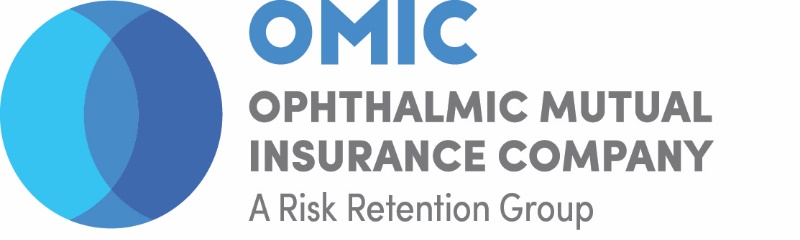 OMIC
OPHTHALMIC MUTUAL
INSURANCE COMPANY
A Risk Retention Group